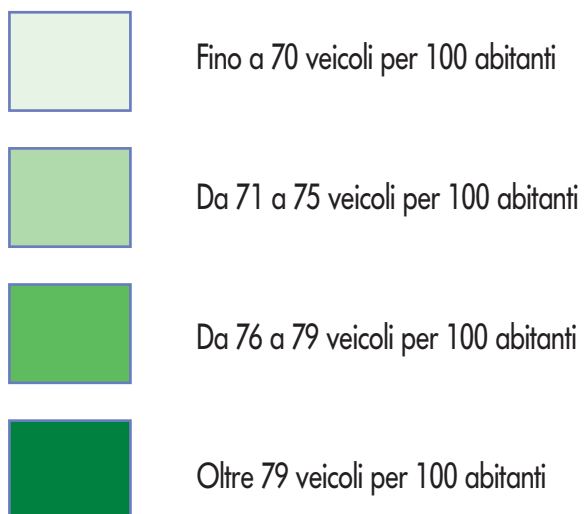 Fino a 70 veicoli per 100 abitanti
Da 71 a 75 veicoli per 100 abitanti
Da 76 a 79 veicoli per 100 abitanti
Oltre 79 veicoli per 100 abitanti